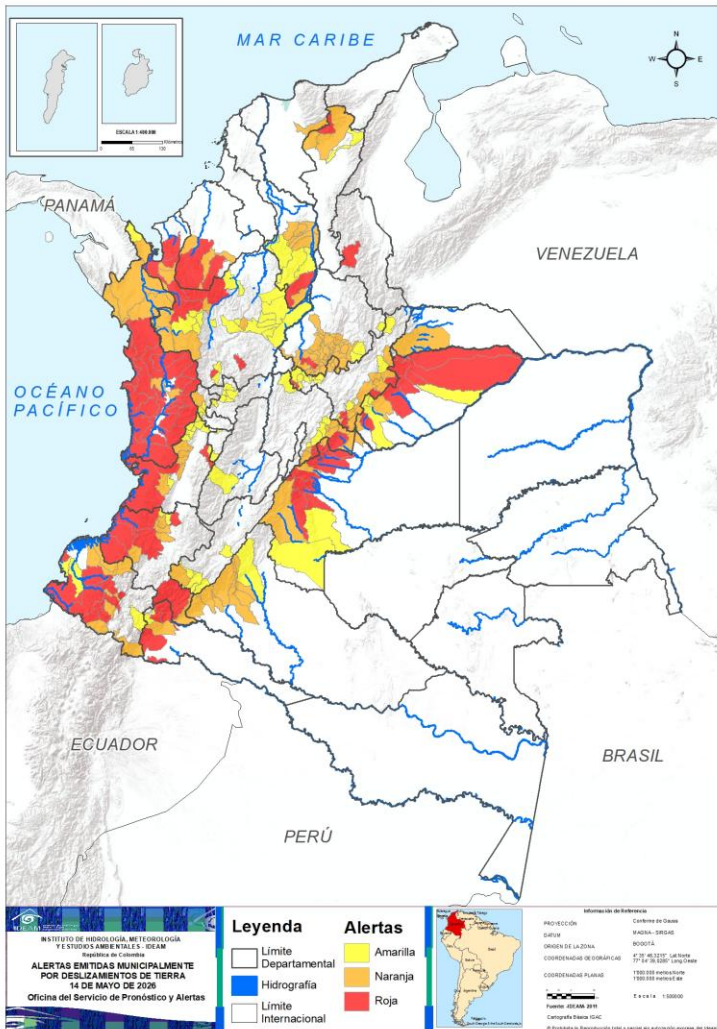 MAR CARIBE
N
W
E
S
ESCALA 1:400.000
PANAMÁ
VENEZUELA
OCÉANO
PACÍFICO
ECUADOR
BRASIL
PERÚ
IDEAM
INSTITUTO DE HIDROLOGÍA, METEOROLOGÍA
Y ESTUDIOS AMBIENTALES - IDEAM
República de Colombia
ALERTAS EMITIDAS MUNICIPALMENTE
POR DESLIZAMIENTOS DE TIERRA
14 DE MAYO DE 2026
Oficina del Servicio de Pronóstico y Alertas
Leyenda
Límite
Departamental
Hidrografía
Límite
Internacional
Alertas
Amarilla
Naranja
Roja
Información de Referencia
PROYECCIÓN Conforme de Gauss
DATUM MAGNA - SIRGAS
ORIGEN DE LA ZONA BOGOTÁ
COORDENADAS GEOGRÁFICAS
COORDENADAS PLANAS
Escala
Cartografía Básica IGAC